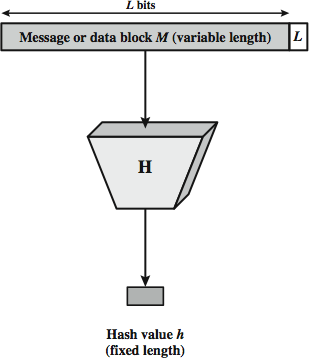 L bits
Message or data block M (variable length) L
H
Hash value h
(fixed length)